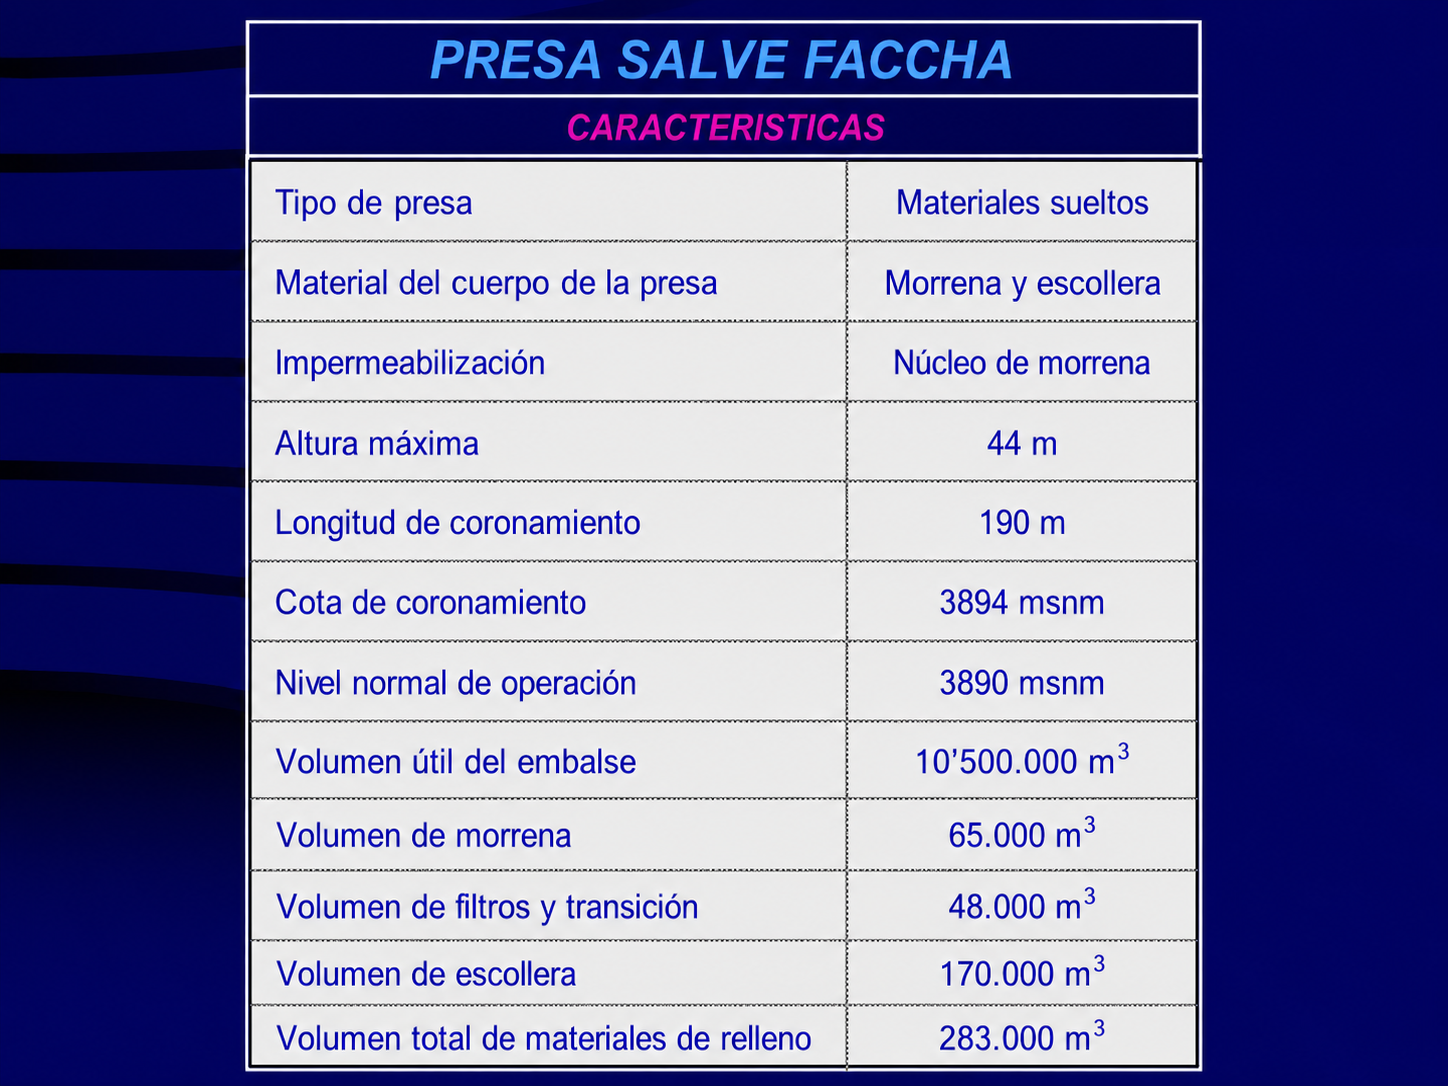 PRESA SALVE FACCHA
CARACTERISTICAS
Tipo de presa Materiales sueltos
Material del cuerpo de la presa Morrena y escollera
Impermeabilización Núcleo de morrena
Altura máxima 44 m
Longitud de coronamiento 190 m
Cota de coronamiento 3894 msnm
Nivel normal de operación 3890 msnm
Volumen útil del embalse 10’500.000 m³
Volumen de morrena 65.000 m³
Volumen de filtros y transición 48.000 m³
Volumen de escollera 170.000 m³
Volumen total de materiales de relleno 283.000 m³